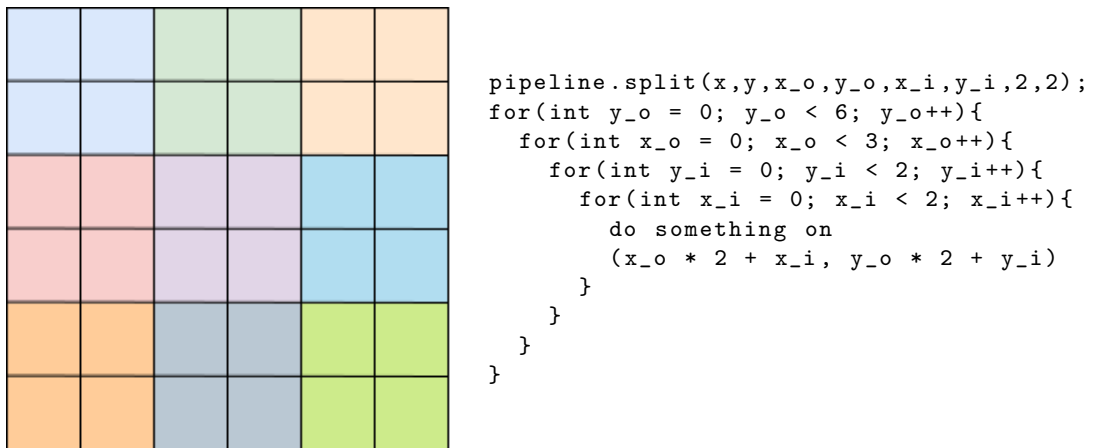 pipeline.split(x,y,x_o,y_o,x_i,y_i,2,2);
for(int y_o = 0; y_o < 6; y_o++){
  for(int x_o = 0; x_o < 3; x_o++){
    for(int y_i = 0; y_i < 2; y_i++){
      for(int x_i = 0; x_i < 2; x_i++){
        do something on
        (x_o * 2 + x_i, y_o * 2 + y_i)
      }
    }
  }
}